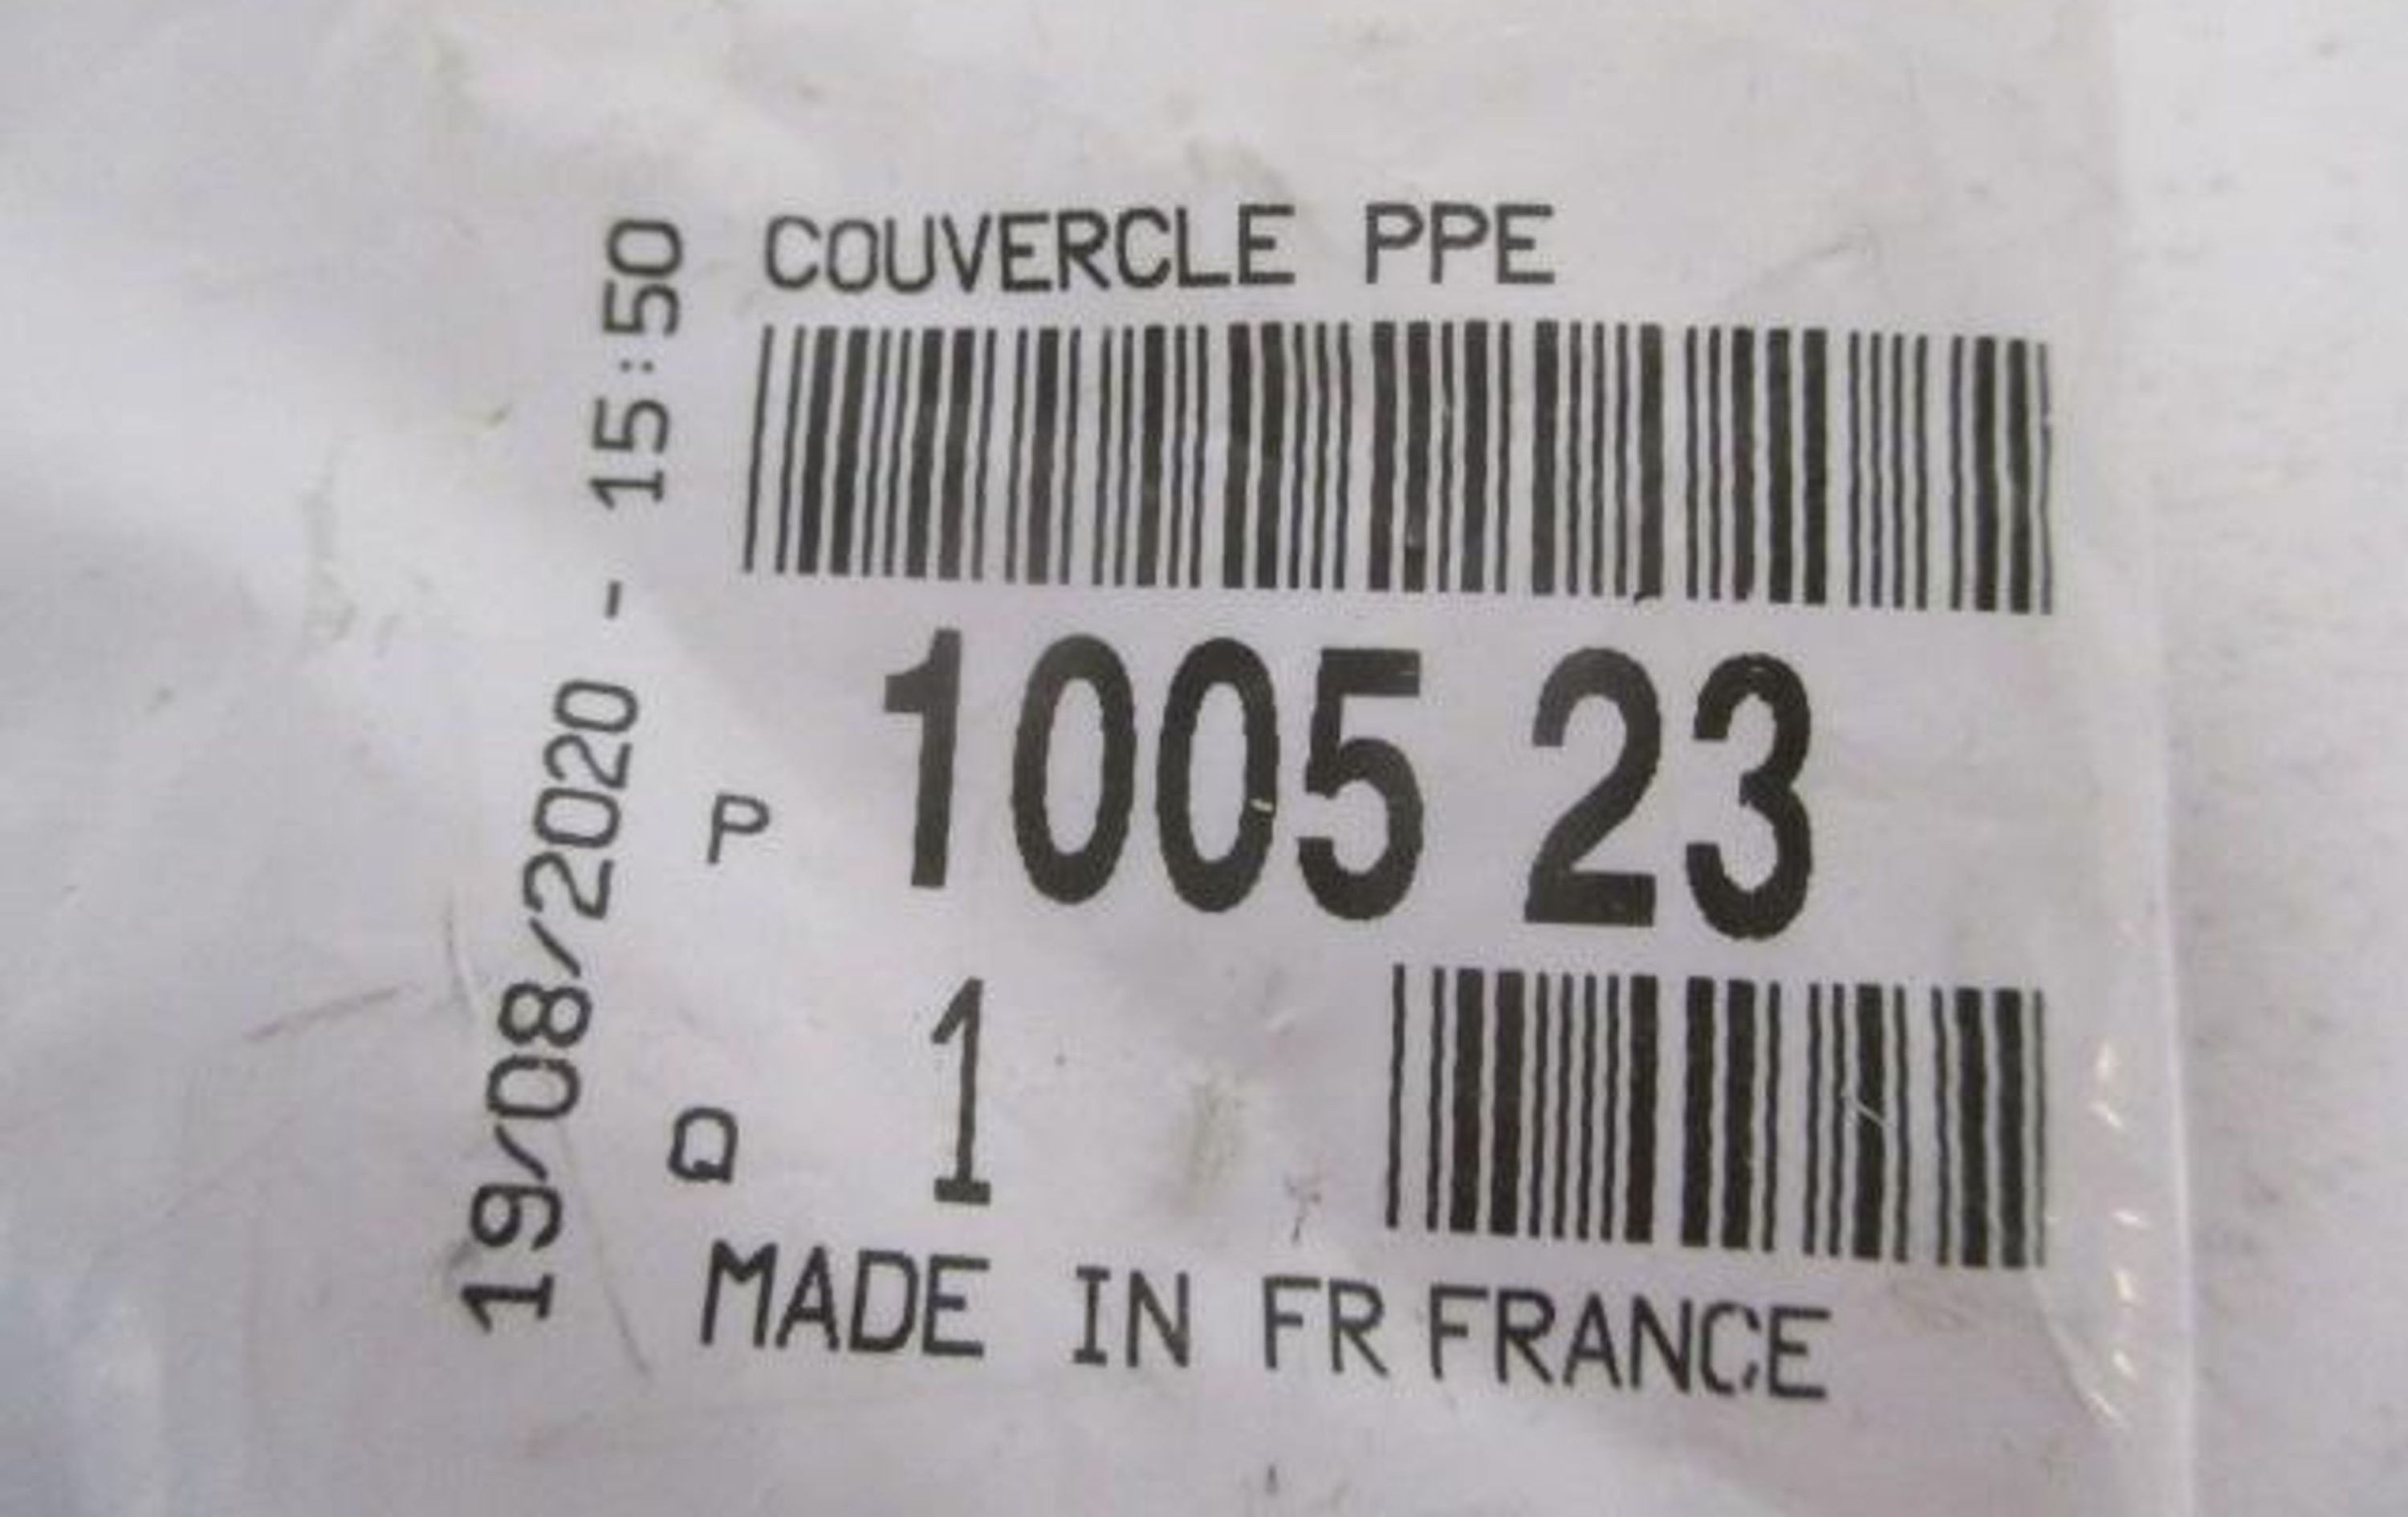 COUVERCLE PPE
19/08/2020 - 15:50
P 1005 23
Q 1
MADE IN FR FRANCE